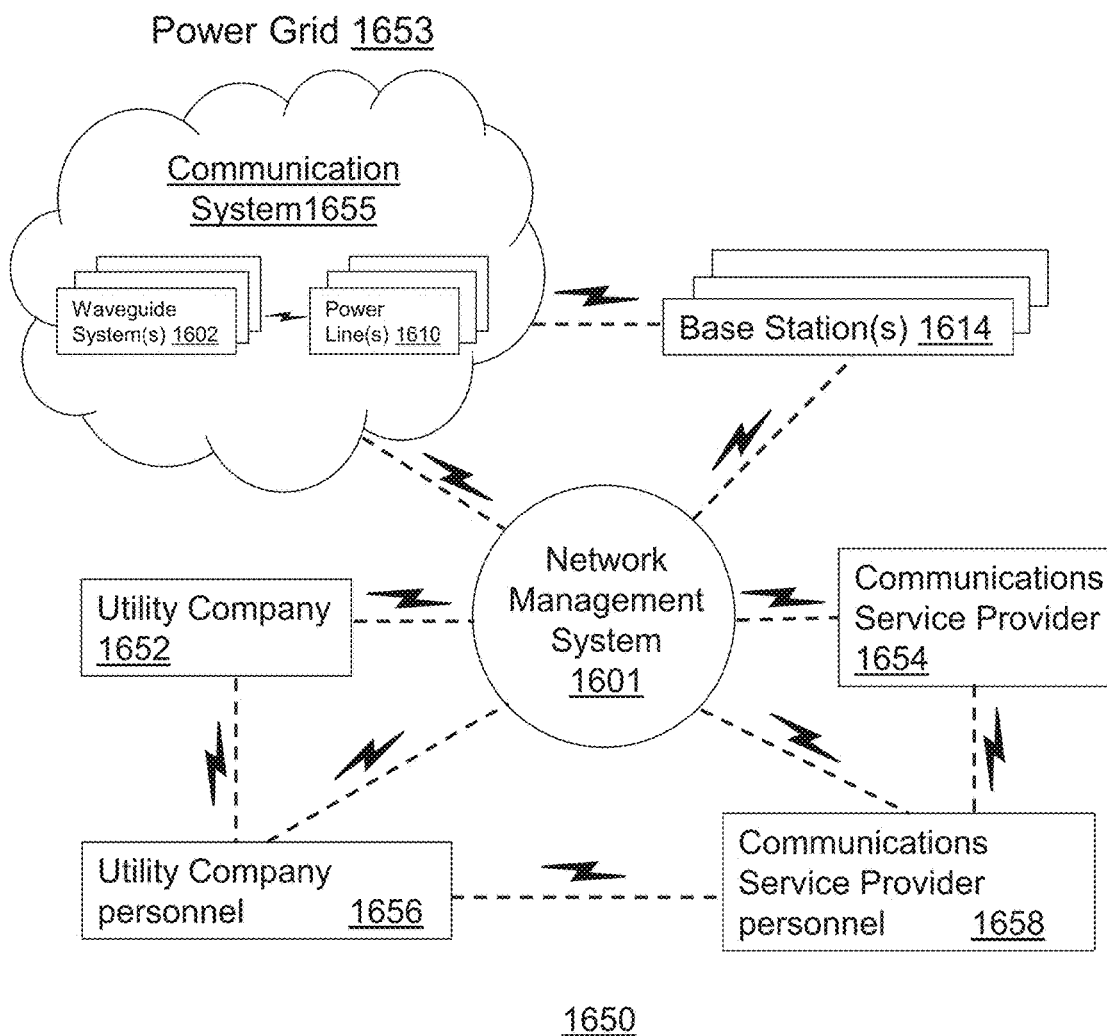 Power Grid 1653
Communication
System1655
Waveguide
System(s) 1602
Power
Line(s) 1610
Base Station(s) 1614
Network
Management
System
1601
Utility Company
1652
Communications
Service Provider
1654
Utility Company
personnel 1656
Communications
Service Provider
personnel 1658
1650